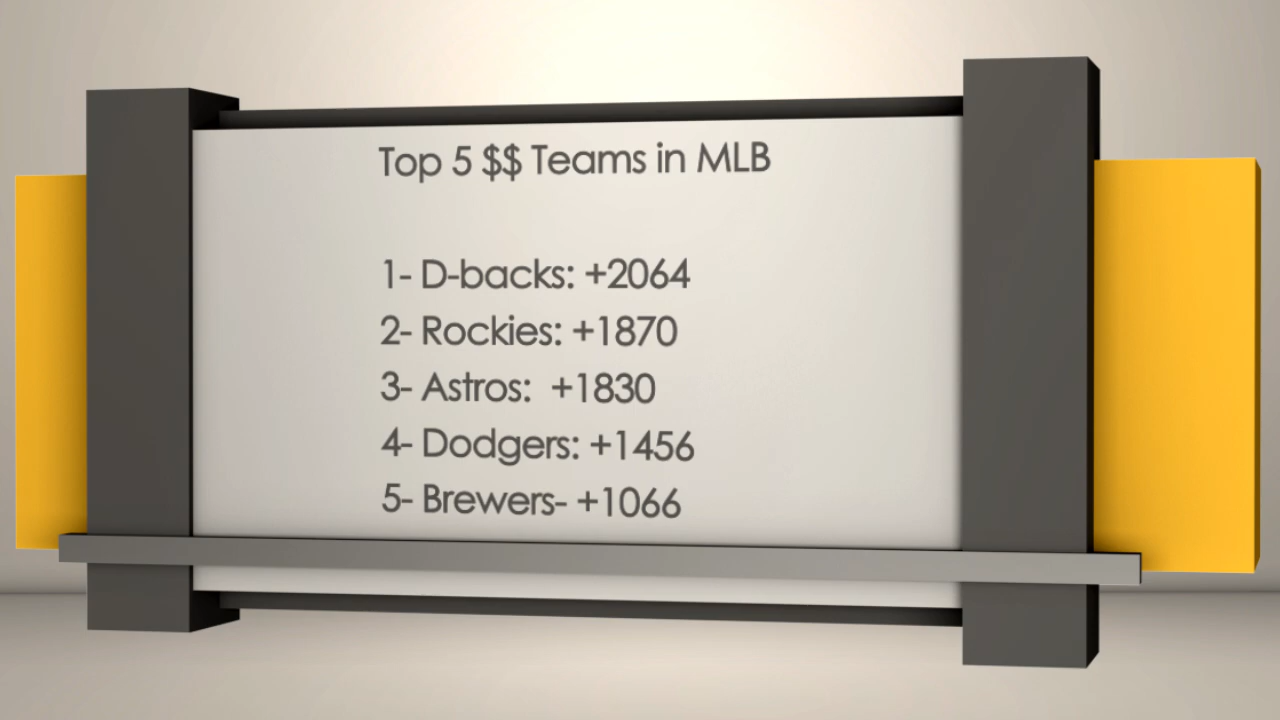 Top 5 $$ Teams in MLB
1- D-backs: +2064
2- Rockies: +1870
3- Astros:  +1830
4- Dodgers: +1456
5- Brewers- +1066